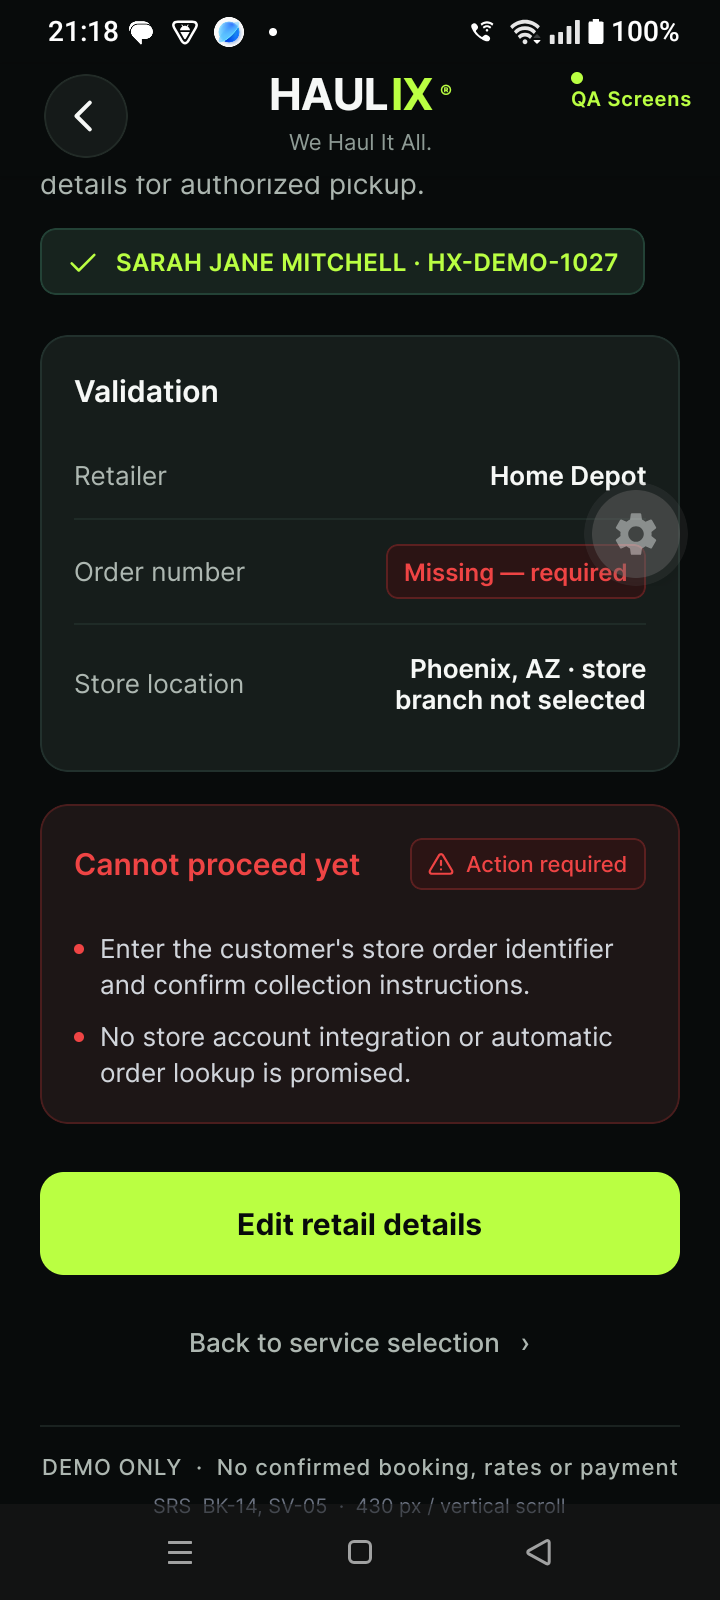 21:18
100%
HAULIX ®
QA Screens
We Haul It All.
details for authorized pickup.
SARAH JANE MITCHELL · HX-DEMO-1027
Validation
Retailer
Home Depot
Order number
Missing — required
Store location
Phoenix, AZ · store
branch not selected
Cannot proceed yet
Action required
Enter the customer's store order identifier
and confirm collection instructions.
No store account integration or automatic
order lookup is promised.
Edit retail details
Back to service selection ›
DEMO ONLY · No confirmed booking, rates or payment
SRS BK-14, SV-05 · 430 px / vertical scroll